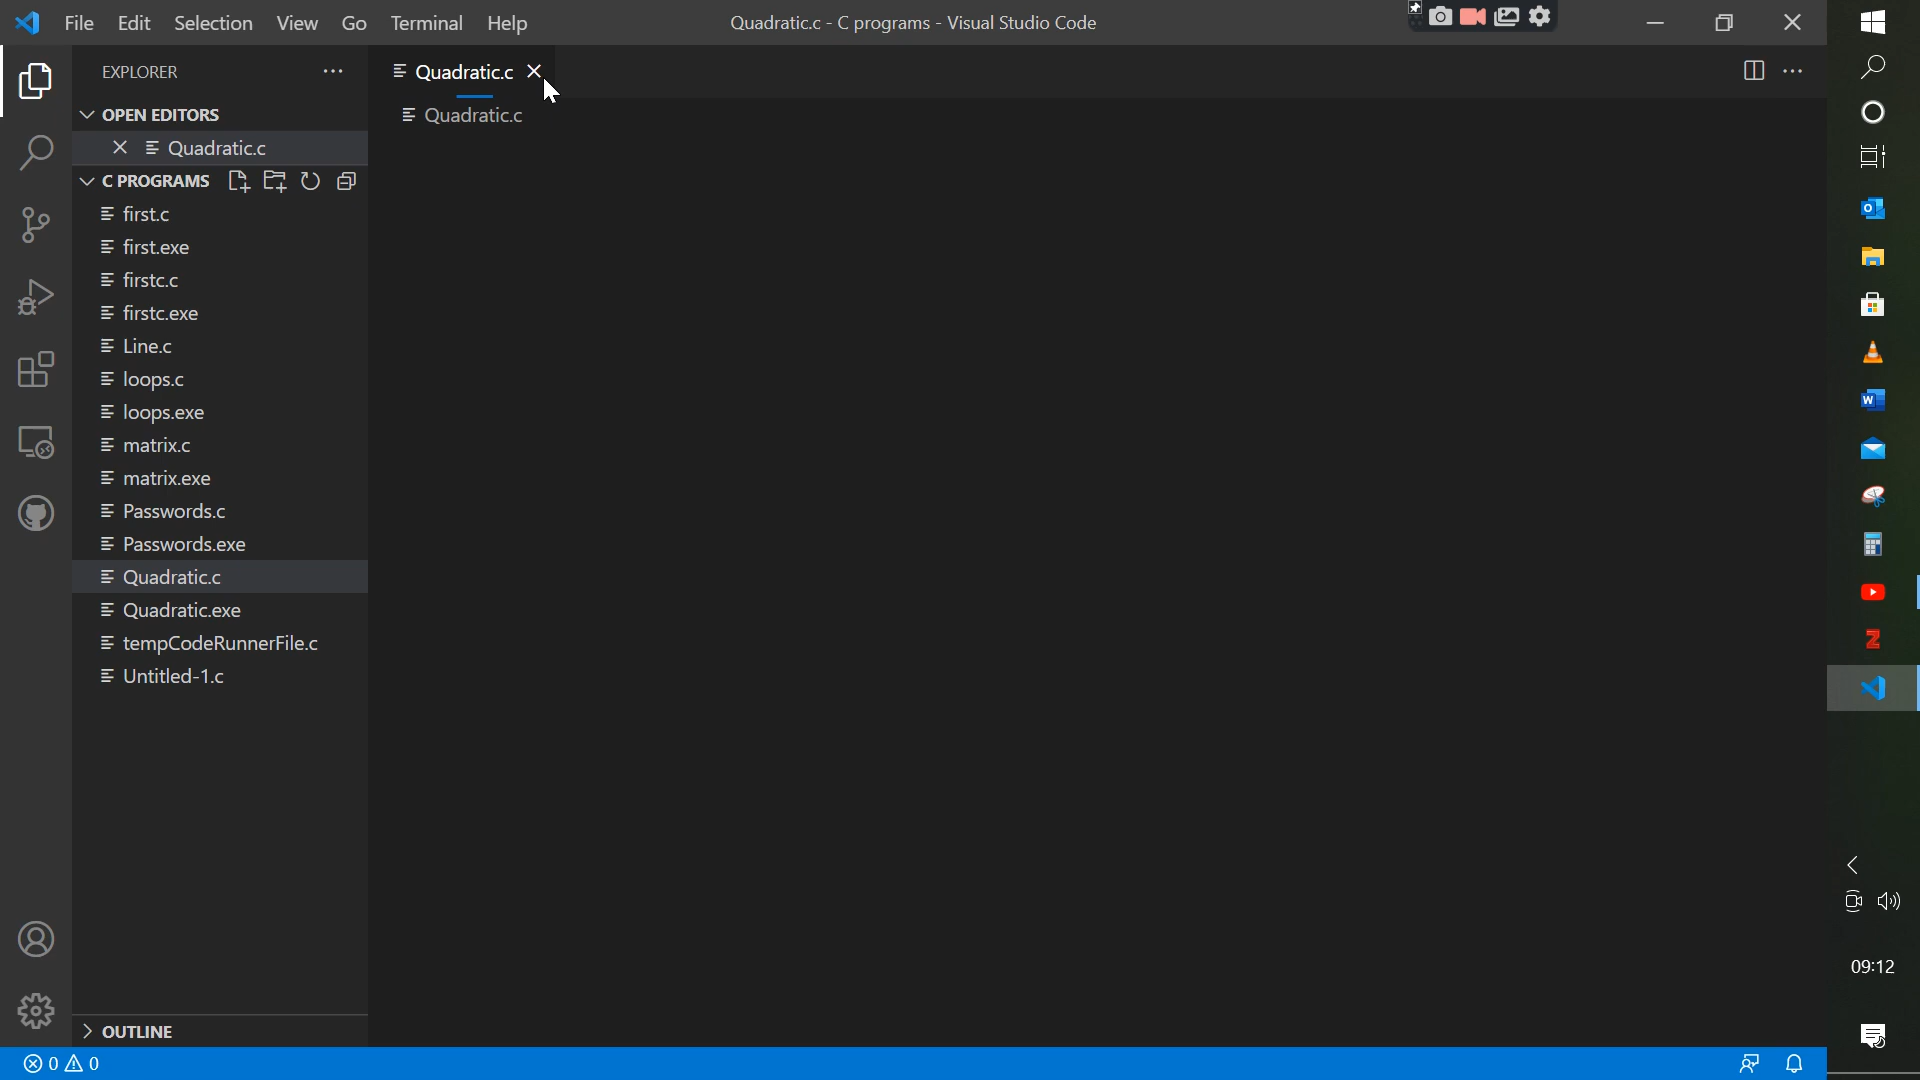 File Edit Selection View Go Terminal Help
Quadratic.c - C programs - Visual Studio Code
EXPLORER
OPEN EDITORS
Quadratic.c
C PROGRAMS
first.c
first.exe
firstc.c
firstc.exe
Line.c
loops.c
loops.exe
matrix.c
matrix.exe
Passwords.c
Passwords.exe
Quadratic.c
Quadratic.exe
tempCodeRunnerFile.c
Untitled-1.c
OUTLINE
Quadratic.c
Quadratic.c
0 0
09:12